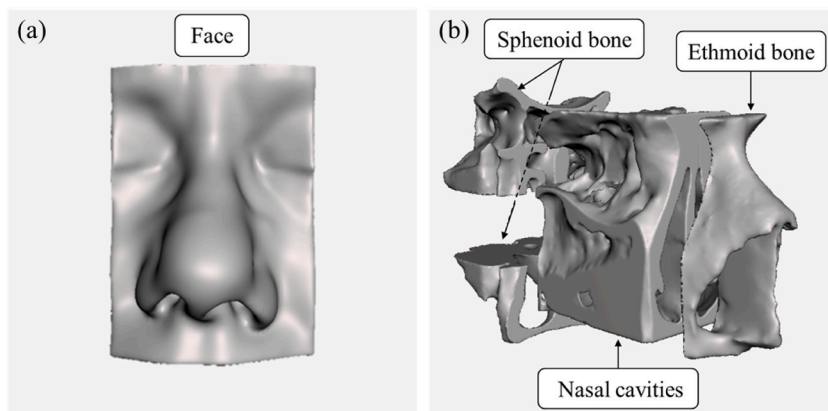 (a)
Face
(b)
Sphenoid bone
Ethmoid bone
Nasal cavities